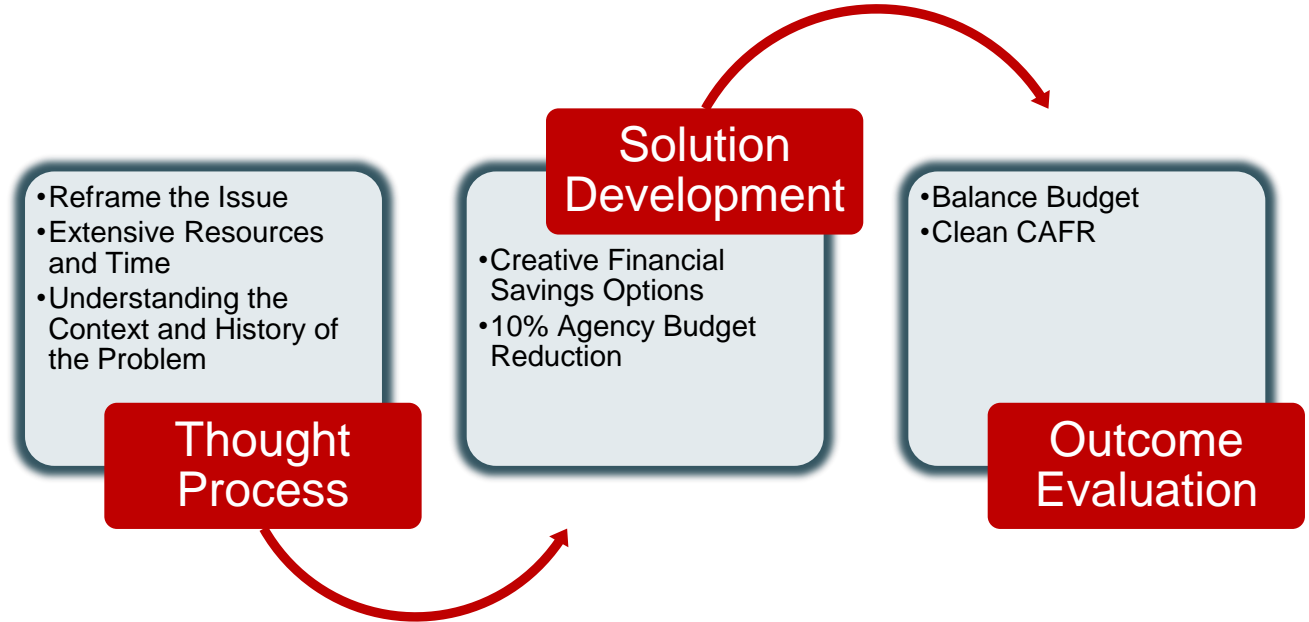 •Reframe the Issue
•Extensive Resources
and Time
•Understanding the
Context and History of
the Problem
Thought
Process
Solution
Development
•Creative Financial
Savings Options
•10% Agency Budget
Reduction
•Balance Budget
•Clean CAFR
Outcome
Evaluation